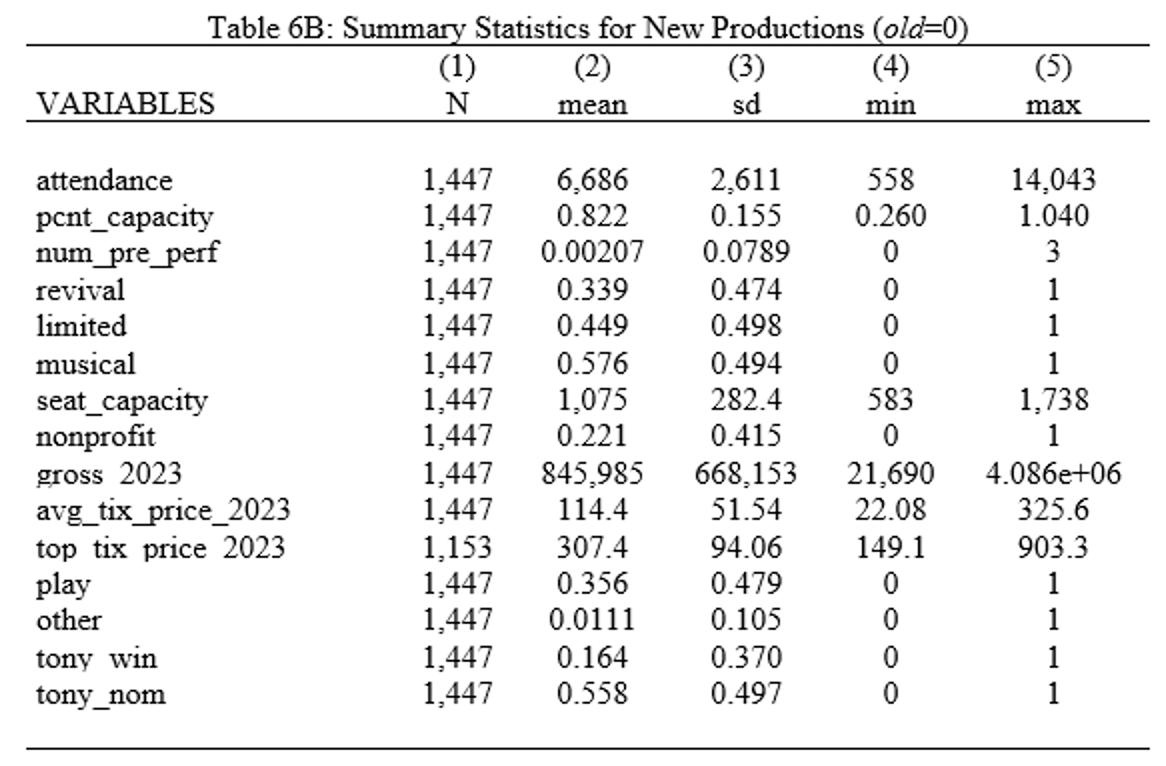 Table 6B: Summary Statistics for New Productions (old=0)
(1) (2) (3) (4) (5)
VARIABLES N mean sd min max
attendance 1,447 6,686 2,611 558 14,043
pcnt_capacity 1,447 0.822 0.155 0.260 1.040
num_pre_perf 1,447 0.00207 0.0789 0 3
revival 1,447 0.339 0.474 0 1
limited 1,447 0.449 0.498 0 1
musical 1,447 0.576 0.494 0 1
seat_capacity 1,447 1,075 282.4 583 1,738
nonprofit 1,447 0.221 0.415 0 1
gross 2023 1,447 845,985 668,153 21,690 4.086e+06
avg_tix_price_2023 1,447 114.4 51.54 22.08 325.6
top tix price 2023 1,153 307.4 94.06 149.1 903.3
play 1,447 0.356 0.479 0 1
other 1,447 0.0111 0.105 0 1
tony win 1,447 0.164 0.370 0 1
tony_nom 1,447 0.558 0.497 0 1